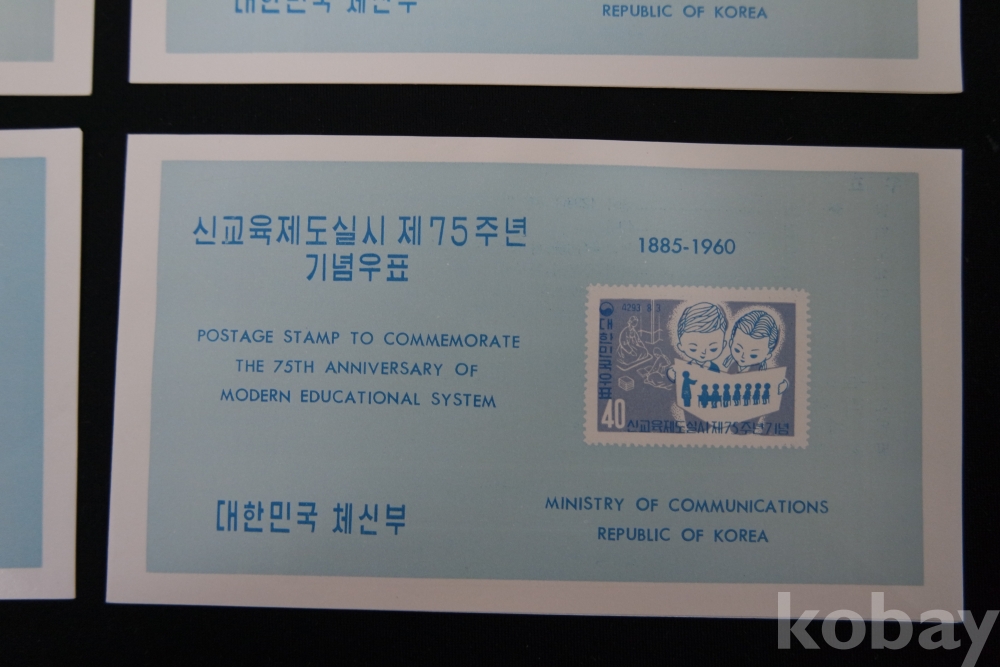 대한민국 체신부
REPUBLIC OF KOREA
신교육제도실시 제75주년
기념우표
1885-1960
POSTAGE STAMP TO COMMEMORATE
THE 75TH ANNIVERSARY OF
MODERN EDUCATIONAL SYSTEM
4293 8.3
대한민국우표
40
신교육제도실시제75주년기념
대한민국 체신부
MINISTRY OF COMMUNICATIONS
REPUBLIC OF KOREA
kobay